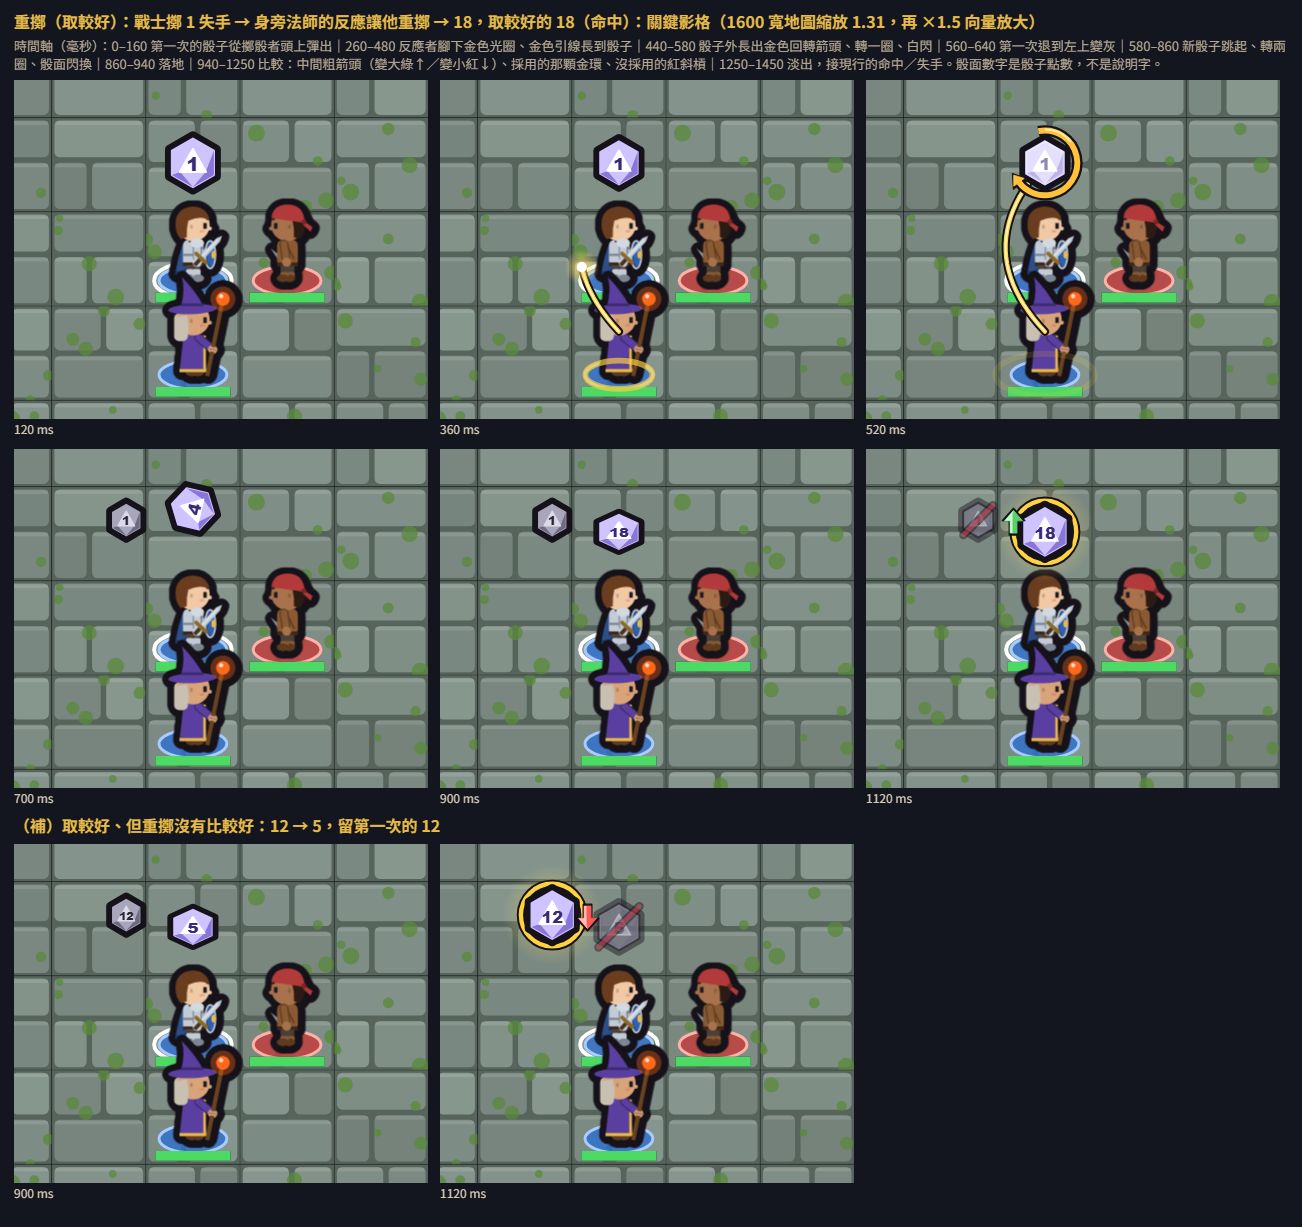 重擲（取較好）：戰士擲 1 失手 → 身旁法師的反應讓他重擲 → 18，取較好的 18（命中）：關鍵影格（1600 寬地圖縮放 1.31，再 ×1.5 向量放大）
時間軸（毫秒）：0–160 第一次的骰子從擲骰者頭上彈出｜260–480 反應者腳下金色光圈、金色引線長到骰子｜440–580 骰子外長出金色回轉箭頭、轉一圈、白閃｜560–640 第一次退到左上變灰｜580–860 新骰子跳起、轉兩
圈、骰面閃換｜860–940 落地｜940–1250 比較：中間粗箭頭（變大綠↑／變小紅↓）、採用的那顆金環、沒採用的紅斜槓｜1250–1450 淡出，接現行的命中／失手。骰面數字是骰子點數，不是說明字。
1
1
1
120 ms
360 ms
520 ms
1
4
1
18
18
700 ms
900 ms
1120 ms
（補）取較好、但重擲沒有比較好：12 → 5，留第一次的 12
12
5
12
900 ms
1120 ms